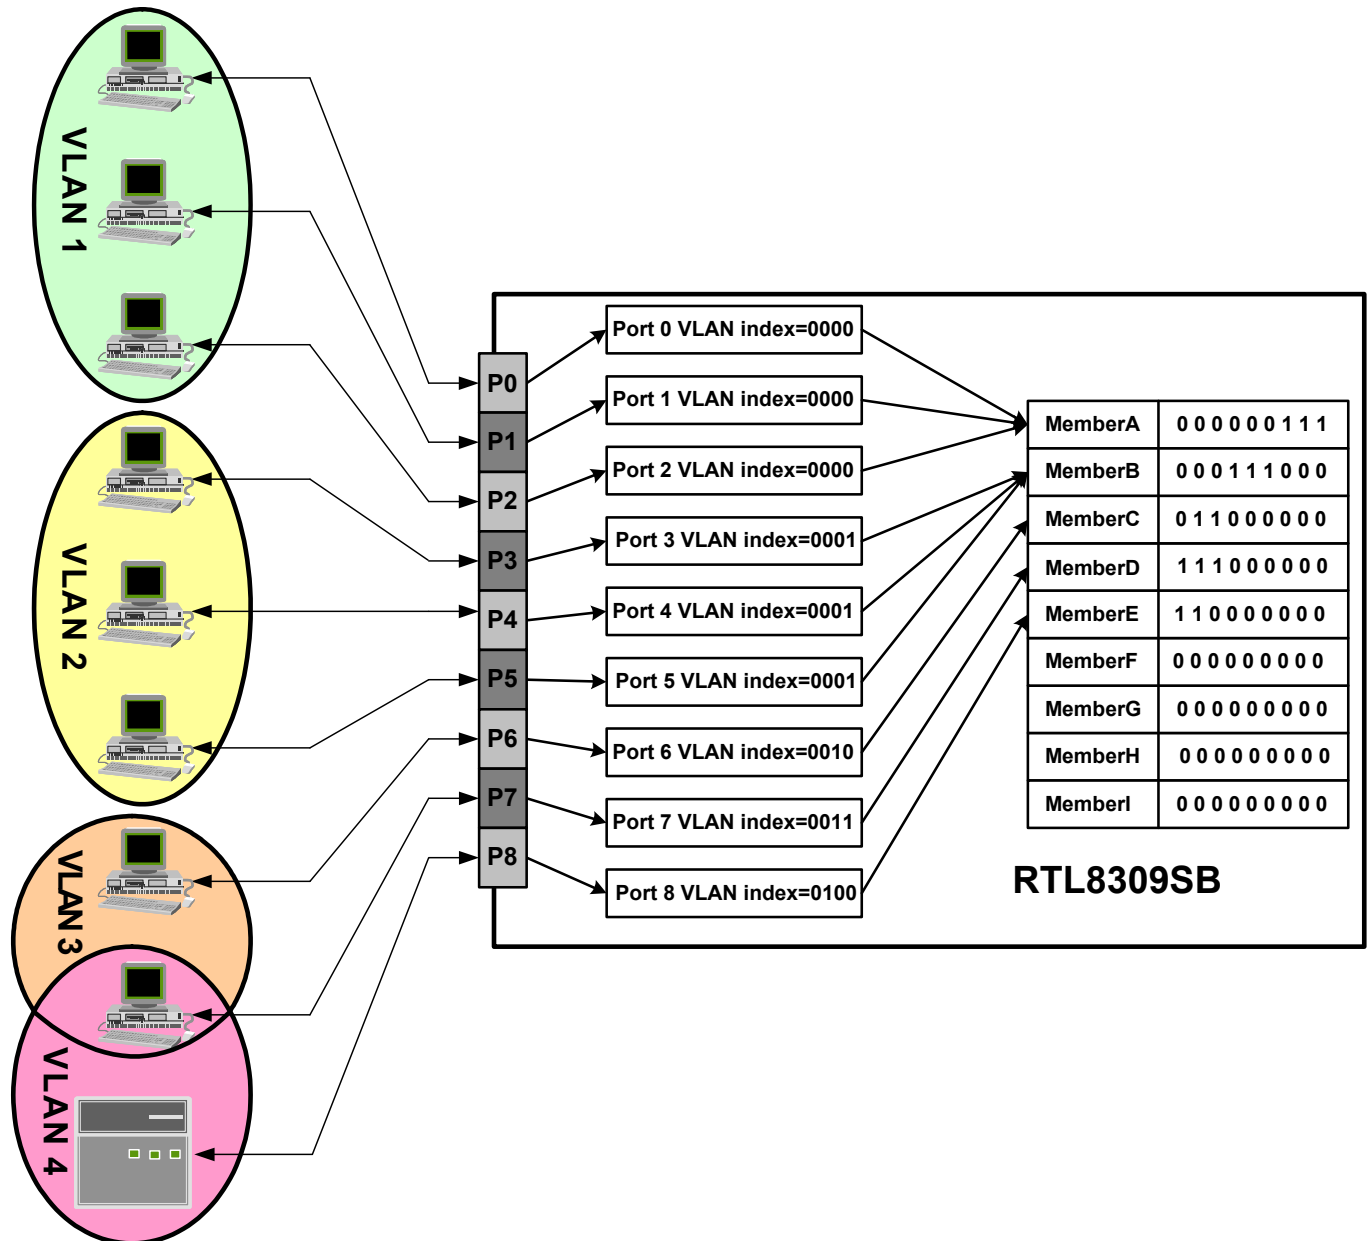 VLAN 1
VLAN 2
VLAN 3
VLAN 4
P0
P1
P2
P3
P4
P5
P6
P7
P8
Port 0 VLAN index=0000
Port 1 VLAN index=0000
Port 2 VLAN index=0000
Port 3 VLAN index=0001
Port 4 VLAN index=0001
Port 5 VLAN index=0001
Port 6 VLAN index=0010
Port 7 VLAN index=0011
Port 8 VLAN index=0100
MemberA 0 0 0 0 0 0 1 1 1
MemberB 0 0 0 1 1 1 0 0 0
MemberC 0 1 1 0 0 0 0 0 0
MemberD 1 1 1 0 0 0 0 0 0
MemberE 1 1 0 0 0 0 0 0 0
MemberF 0 0 0 0 0 0 0 0 0
MemberG 0 0 0 0 0 0 0 0 0
MemberH 0 0 0 0 0 0 0 0 0
MemberI 0 0 0 0 0 0 0 0 0
RTL8309SB